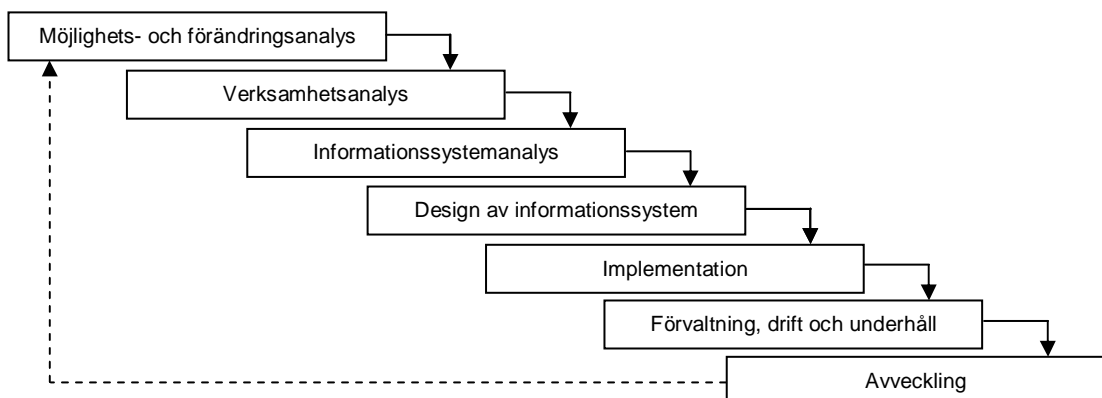 Möjlighets- och förändringsanalys
Verksamhetsanalys
Informationssystemanalys
Design av informationssystem
Implementation
Förvaltning, drift och underhåll
Avveckling